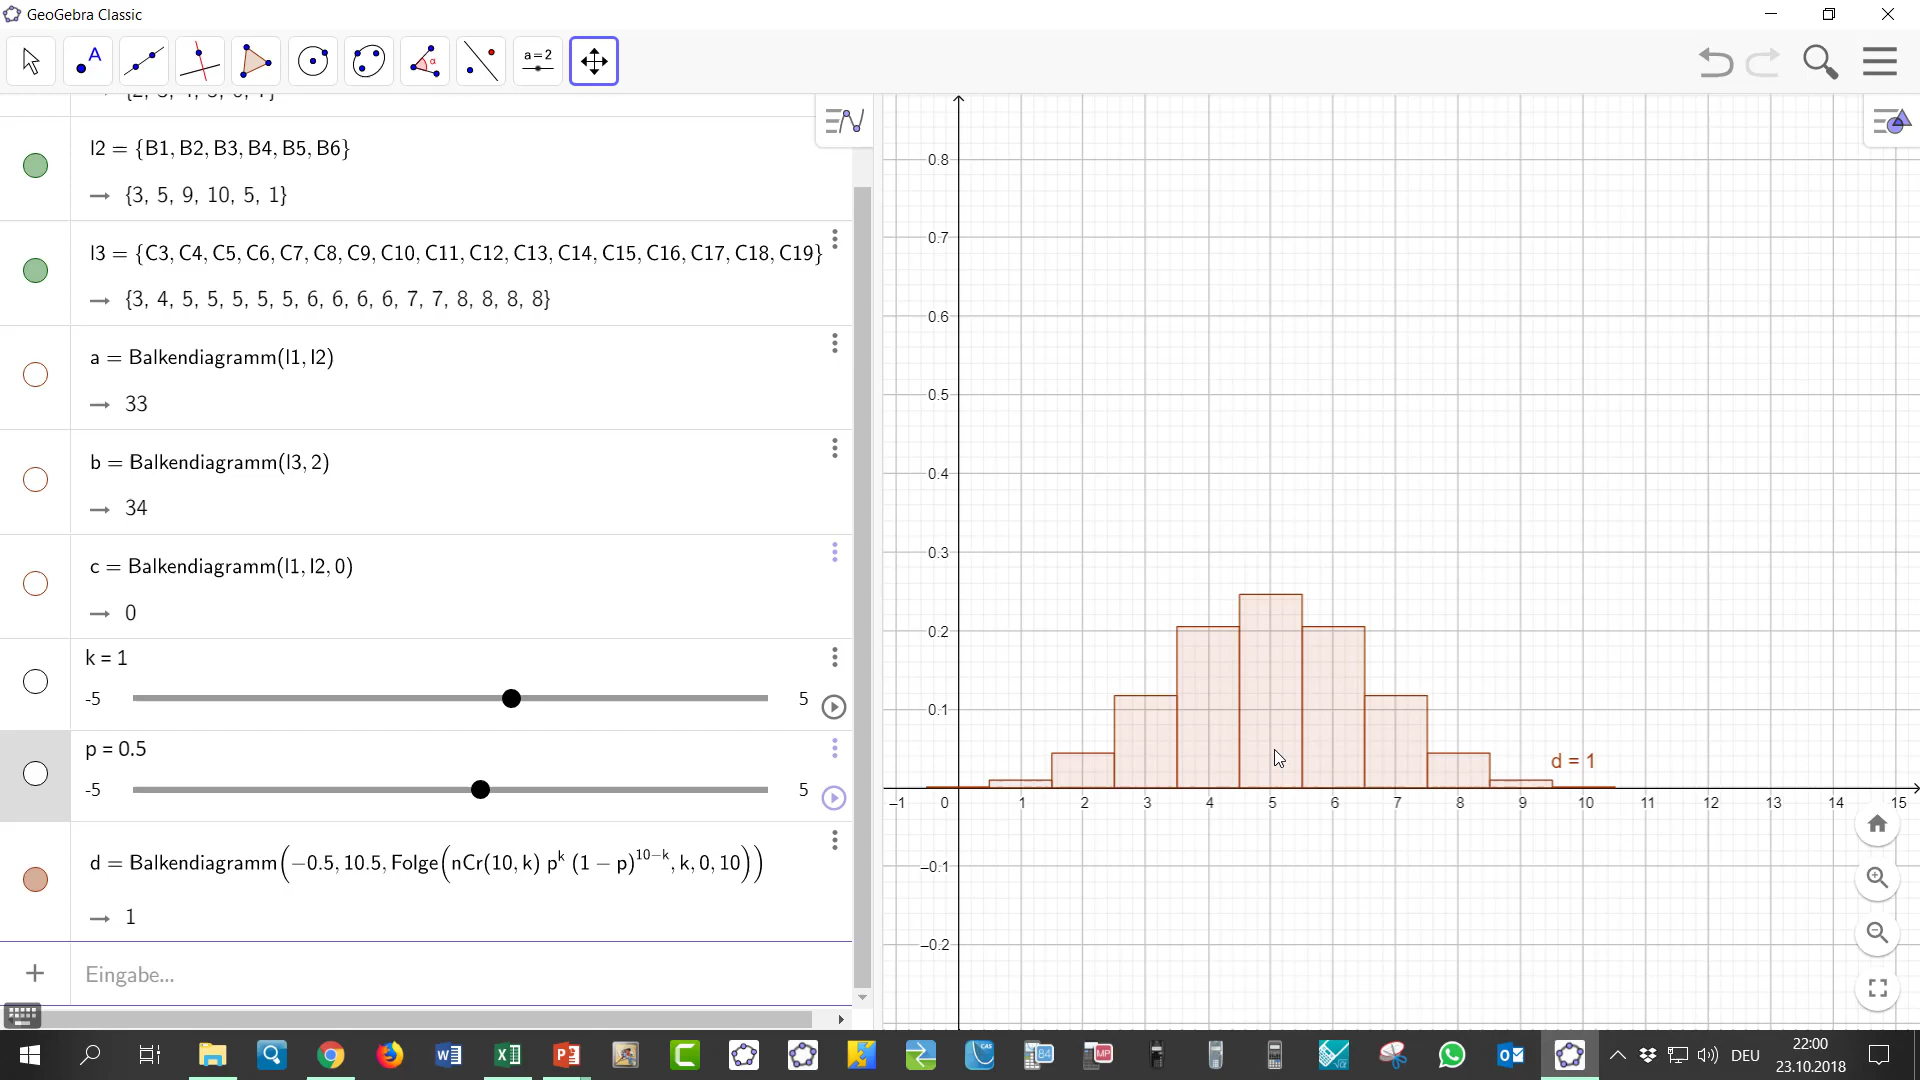 GeoGebra Classic
A
α
a=2
l2 = {B1, B2, B3, B4, B5, B6}
→ {3, 5, 9, 10, 5, 1}
l3 = {C3, C4, C5, C6, C7, C8, C9, C10, C11, C12, C13, C14, C15, C16, C17, C18, C19}
→ {3, 4, 5, 5, 5, 5, 5, 6, 6, 6, 6, 7, 7, 8, 8, 8, 8}
a = Balkendiagramm(l1, l2)
→ 33
b = Balkendiagramm(l3, 2)
→ 34
c = Balkendiagramm(l1, l2, 0)
→ 0
k = 1
-5 5
p = 0.5
-5 5
d = Balkendiagramm(−0.5, 10.5, Folge(nCr(10, k) p^k (1 − p)^(10−k), k, 0, 10))
→ 1
+ Eingabe...
0.8
0.7
0.6
0.5
0.4
0.3
0.2
0.1
d = 1
−1 0 1 2 3 4 5 6 7 8 9 10 11 12 13 14 15
−0.1
−0.2
DEU
22:00
23.10.2018